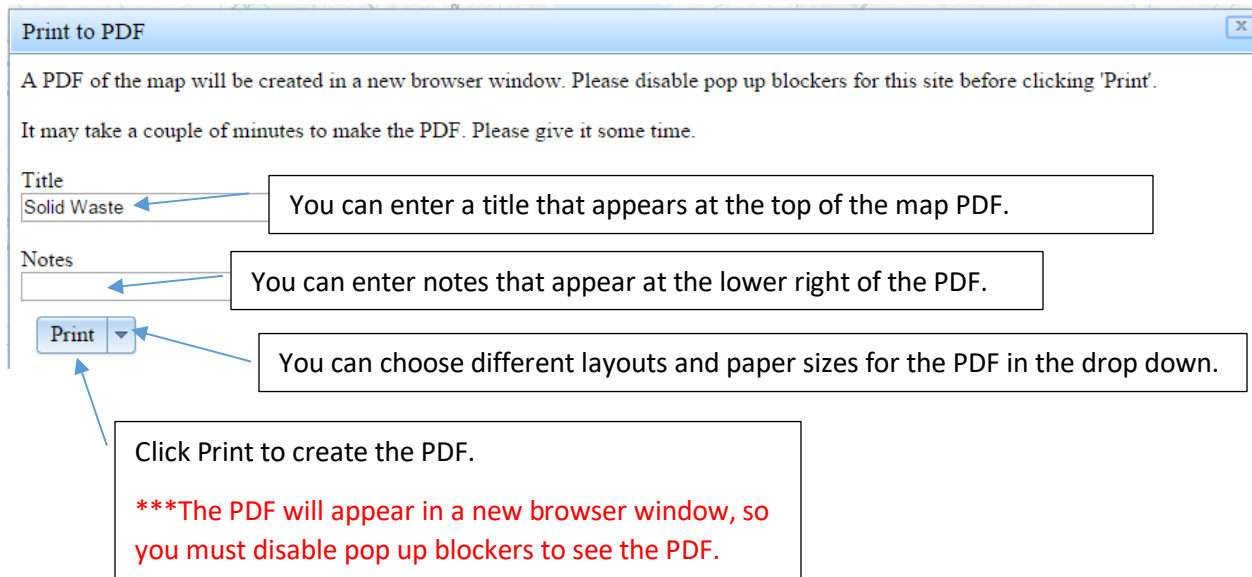 Print to PDF
x
A PDF of the map will be created in a new browser window. Please disable pop up blockers for this site before clicking 'Print'.
It may take a couple of minutes to make the PDF. Please give it some time.
Title
Solid Waste
You can enter a title that appears at the top of the map PDF.
Notes
You can enter notes that appear at the lower right of the PDF.
Print
You can choose different layouts and paper sizes for the PDF in the drop down.
Click Print to create the PDF.
***The PDF will appear in a new browser window, so
you must disable pop up blockers to see the PDF.